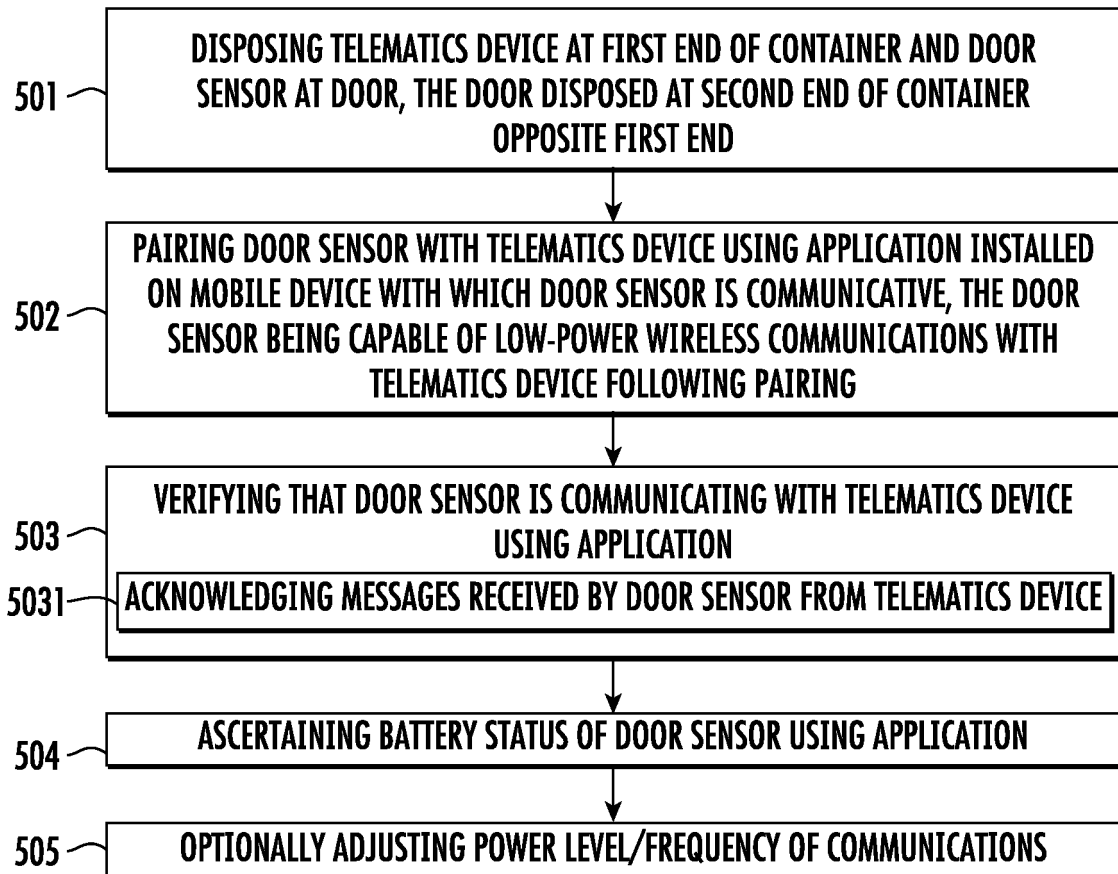 501
DISPOSING TELEMATICS DEVICE AT FIRST END OF CONTAINER AND DOOR
SENSOR AT DOOR, THE DOOR DISPOSED AT SECOND END OF CONTAINER
OPPOSITE FIRST END
502
PAIRING DOOR SENSOR WITH TELEMATICS DEVICE USING APPLICATION INSTALLED
ON MOBILE DEVICE WITH WHICH DOOR SENSOR IS COMMUNICATIVE, THE DOOR
SENSOR BEING CAPABLE OF LOW-POWER WIRELESS COMMUNICATIONS WITH
TELEMATICS DEVICE FOLLOWING PAIRING
503
VERIFYING THAT DOOR SENSOR IS COMMUNICATING WITH TELEMATICS DEVICE
USING APPLICATION
5031
ACKNOWLEDGING MESSAGES RECEIVED BY DOOR SENSOR FROM TELEMATICS DEVICE
504
ASCERTAINING BATTERY STATUS OF DOOR SENSOR USING APPLICATION
505
OPTIONALLY ADJUSTING POWER LEVEL/FREQUENCY OF COMMUNICATIONS